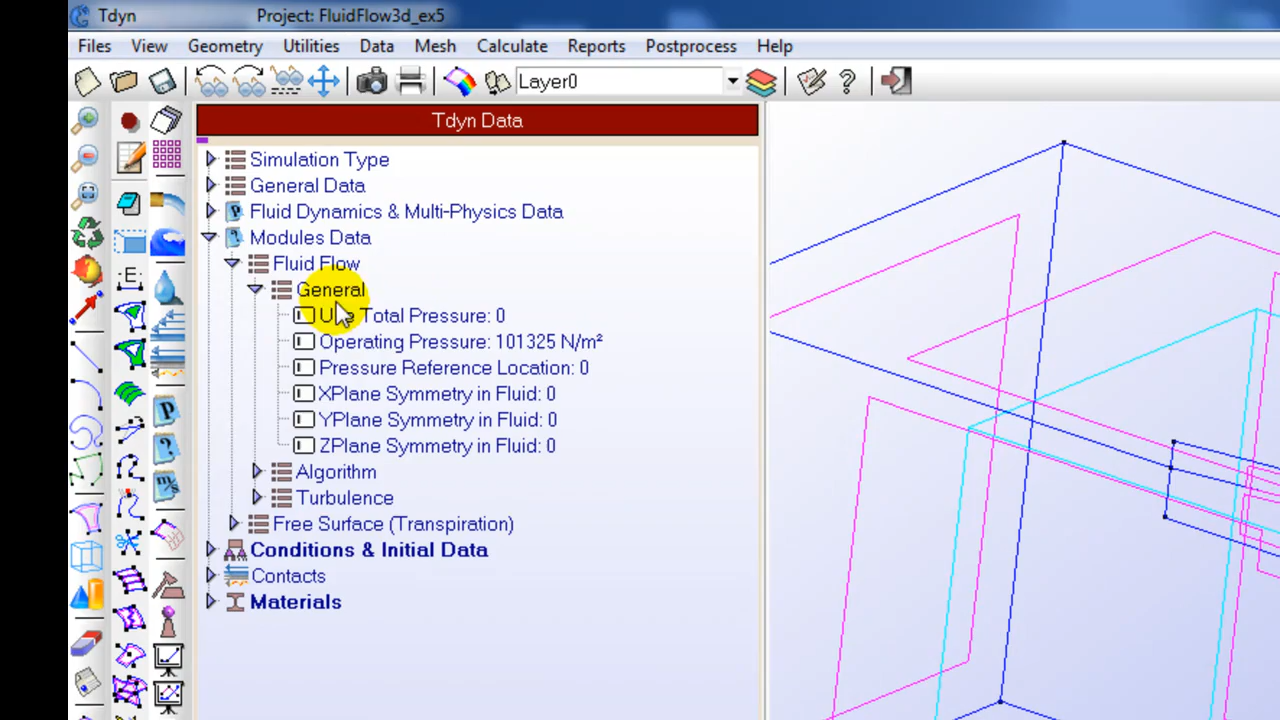 Tdyn Project: FluidFlow3d_ex5
Files View Geometry Utilities Data Mesh Calculate Reports Postprocess Help
Layer0
Tdyn Data
Simulation Type
General Data
Fluid Dynamics & Multi-Physics Data
Modules Data
Fluid Flow
General
Use Total Pressure: 0
Operating Pressure: 101325 N/m²
Pressure Reference Location: 0
XPlane Symmetry in Fluid: 0
YPlane Symmetry in Fluid: 0
ZPlane Symmetry in Fluid: 0
Algorithm
Turbulence
Free Surface (Transpiration)
Conditions & Initial Data
Contacts
Materials